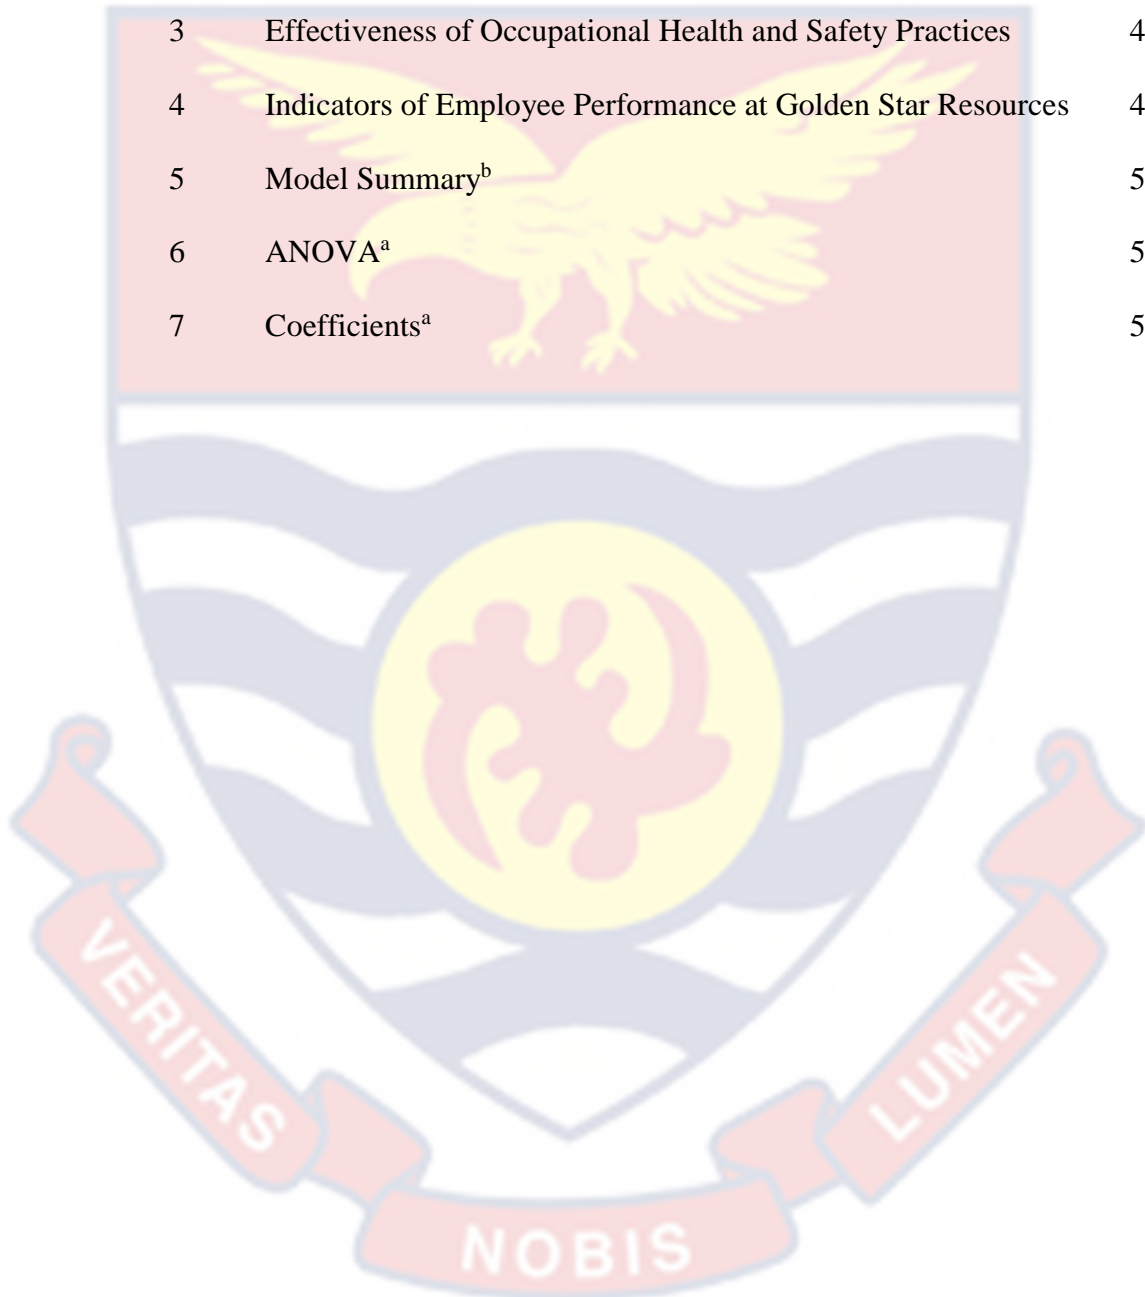 3 Effectiveness of Occupational Health and Safety Practices 4
4 Indicators of Employee Performance at Golden Star Resources 4
5 Model Summaryᵇ 5
6 ANOVAᵃ 5
7 Coefficientsᵃ 5
VERITAS
NOBIS
LUMEN